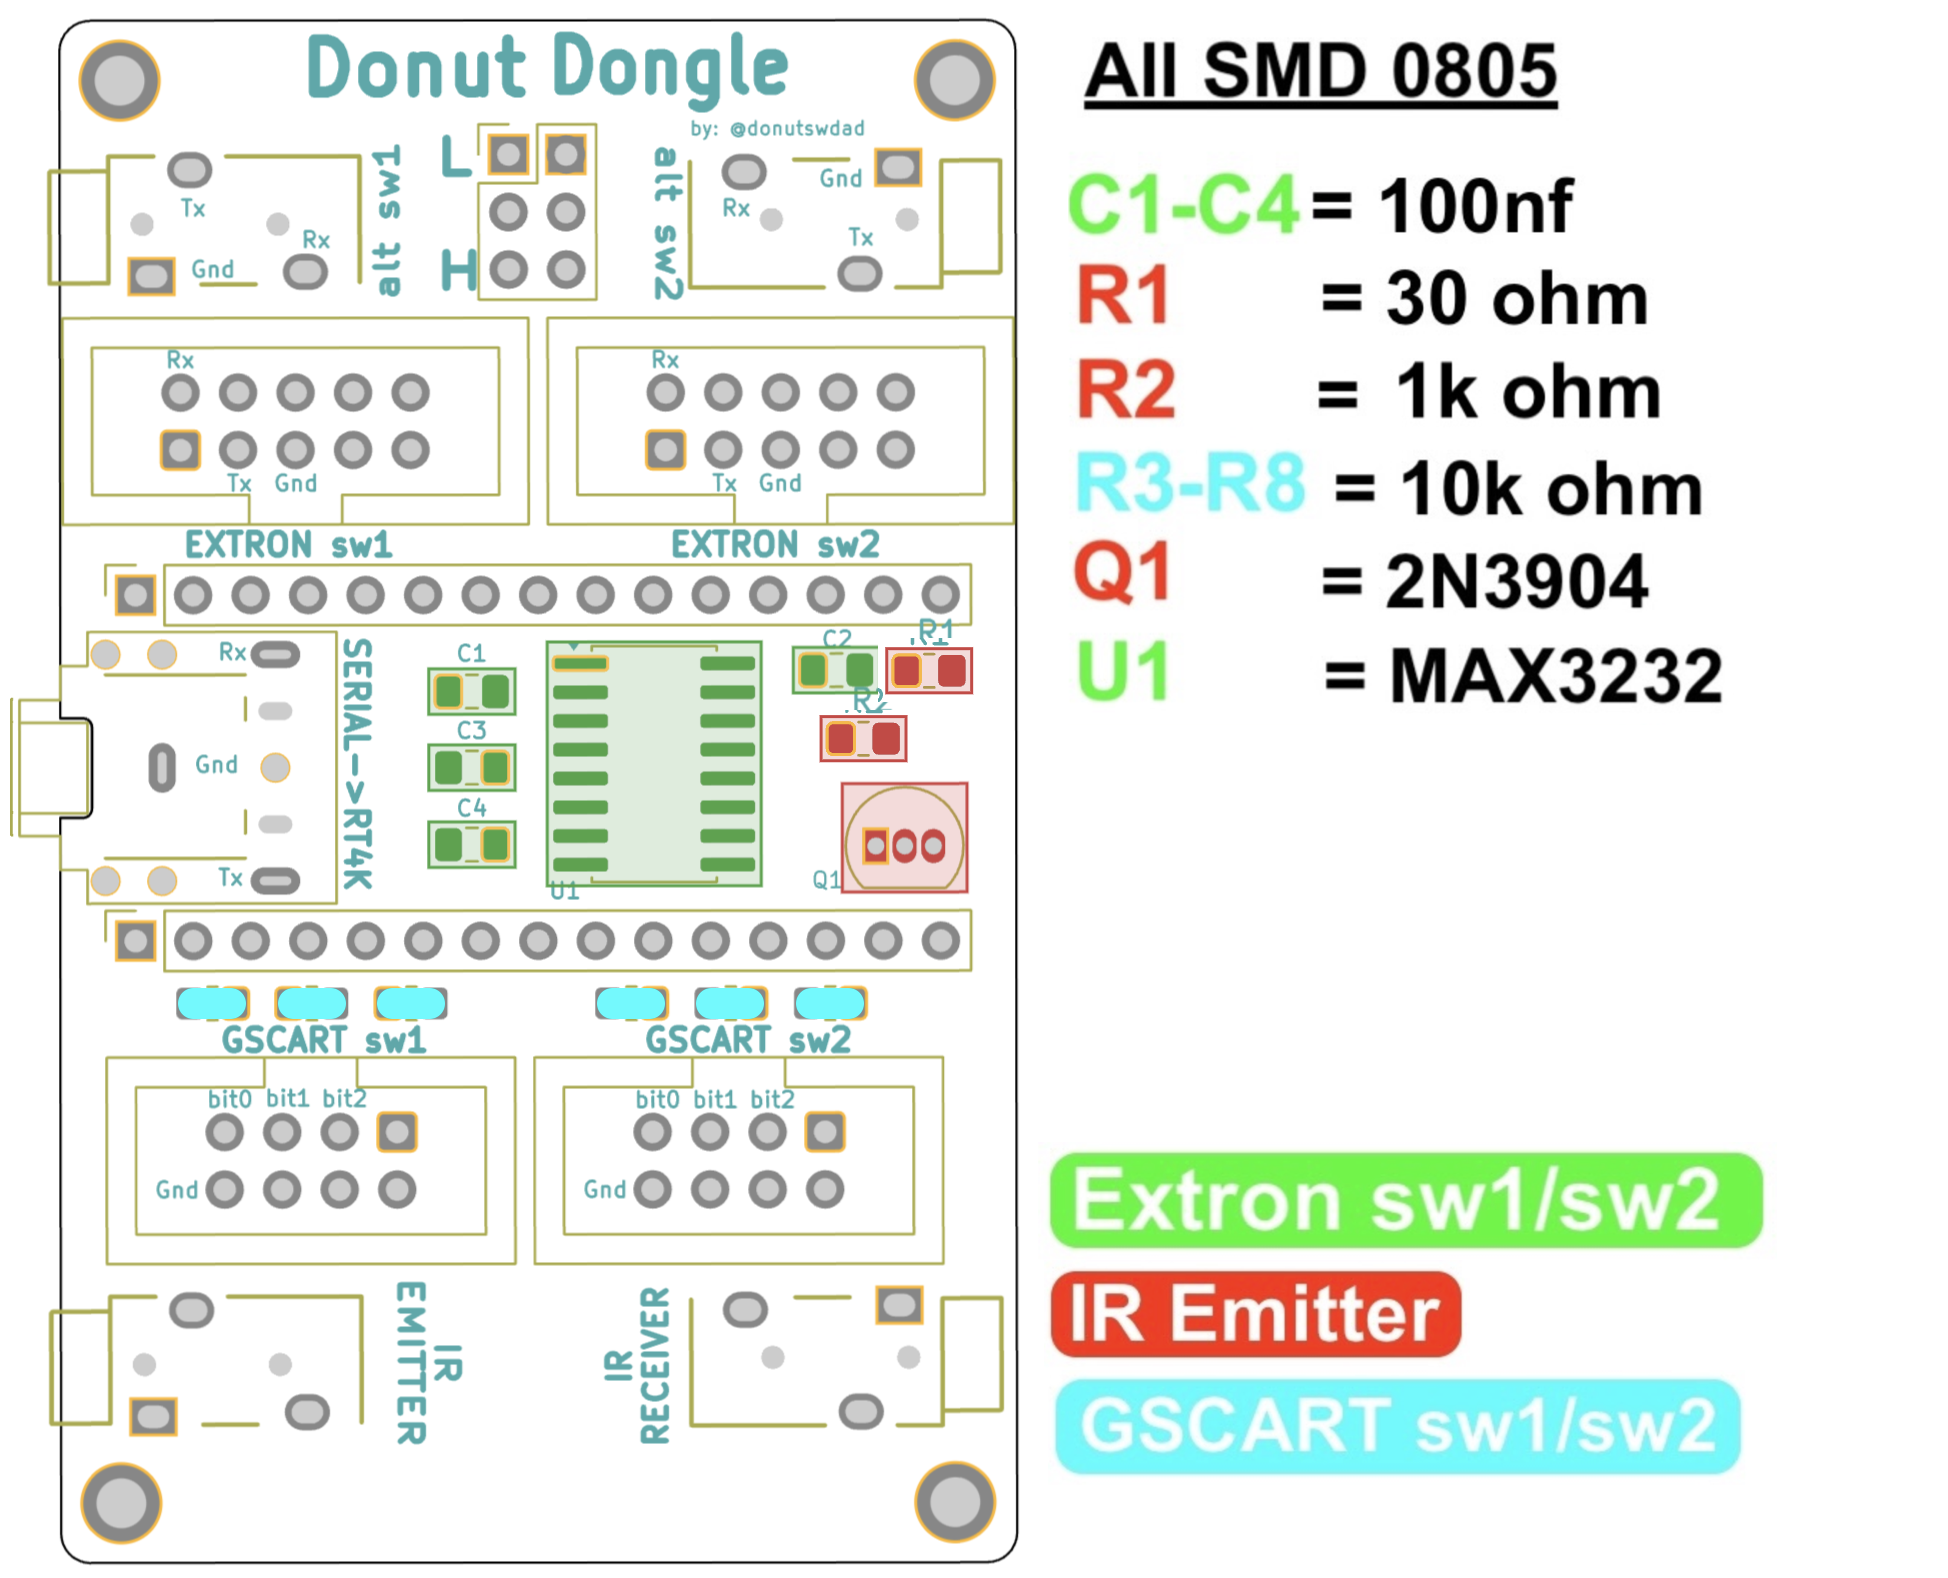 Donut Dongle
by: @donutswdad
L
H
alt sw1
alt sw2
Tx
Rx
Gnd
Rx
Gnd
Tx
Rx
Tx Gnd
Rx
Tx Gnd
EXTRON sw1
EXTRON sw2
Rx
Gnd
Tx
SERIAL->RT4K
C1
C3
C4
U1
C2
R1
R2
Q1
GSCART sw1
GSCART sw2
bit0 bit1 bit2
Gnd
bit0 bit1 bit2
Gnd
IR
EMITTER
IR
RECEIVER
All SMD 0805
C1-C4 = 100nf
R1 = 30 ohm
R2 = 1k ohm
R3-R8 = 10k ohm
Q1 = 2N3904
U1 = MAX3232
Extron sw1/sw2
IR Emitter
GSCART sw1/sw2